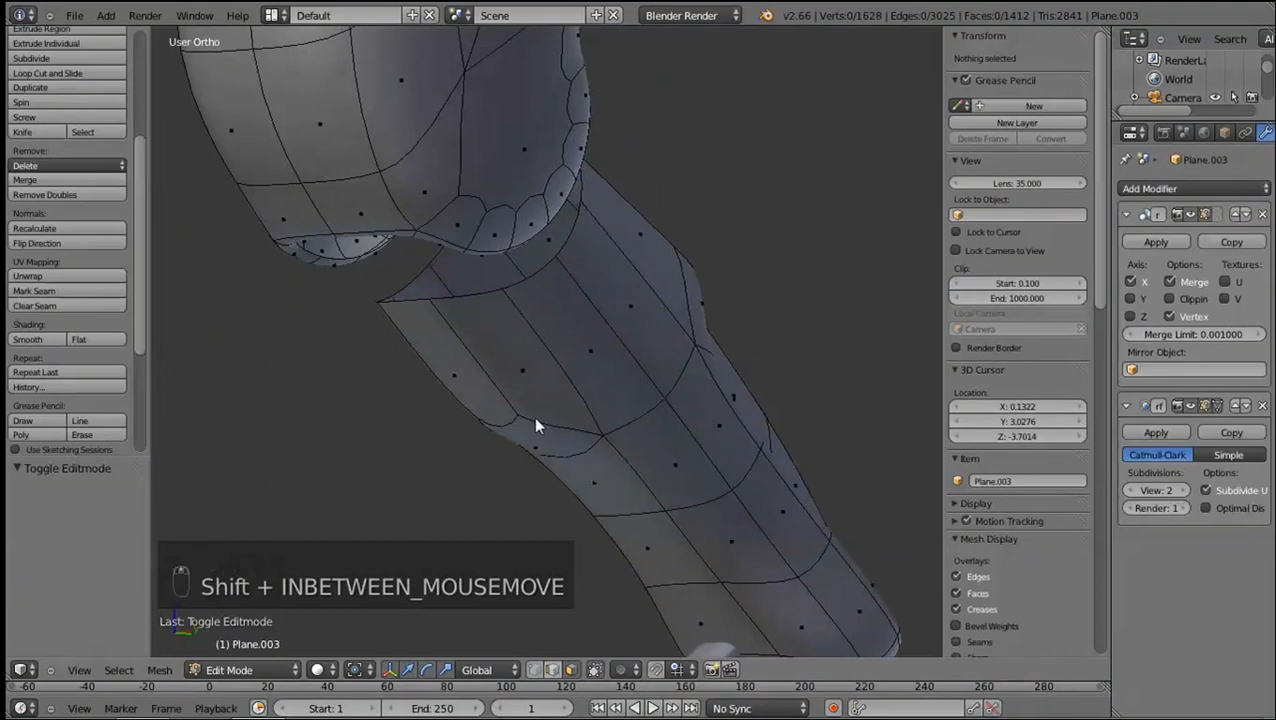 File Add Render Window Help Default Scene Blender Render v2.66 | Verts:0/1628 | Edges:0/3025 | Faces:0/1412 | Tris:2841 | Plane.003
Extrude Region
Extrude Individual
Subdivide
Loop Cut and Slide
Duplicate
Spin
Screw
Knife Select
Remove:
Delete
Merge
Remove Doubles
Normals:
Recalculate
Flip Direction
UV Mapping:
Unwrap
Mark Seam
Clear Seam
Shading:
Smooth Flat
Repeat:
Repeat Last
History...
Grease Pencil:
Draw Line
Poly Erase
Use Sketching Sessions
Toggle Editmode
User Ortho
Shift + INBETWEEN_MOUSEMOVE
Last: Toggle Editmode
(1) Plane.003
Transform
Nothing selected
Grease Pencil
New
New Layer
Delete Frame Convert
View
Lens: 35.000
Lock to Object:
Lock to Cursor
Lock Camera to View
Clip:
Start: 0.100
End: 1000.000
Local Camera:
Camera
Render Border
3D Cursor
Location:
X: 0.1322
Y: 3.0276
Z: -3.7014
Item
Plane.003
Display
Motion Tracking
Mesh Display
Overlays:
Edges
Faces
Creases
Bevel Weights
Seams
View Search Al
RenderLa
World
Camera
Plane.003
Add Modifier
Apply Copy
Axis: Options: Textures:
X Merge U
Y Clippin V
Z Vertex
Merge Limit: 0.001000
Mirror Object:
Apply Copy
Catmull-Clark Simple
Subdivisions: Options:
View: 2 Subdivide U
Render: 1 Optimal Dis
View Select Mesh Edit Mode Global
-60 -40 -20 0 20 40 60 80 100 120 140 160 180 200 220 240 260 280
View Marker Frame Playback Start: 1 End: 250 1 No Sync